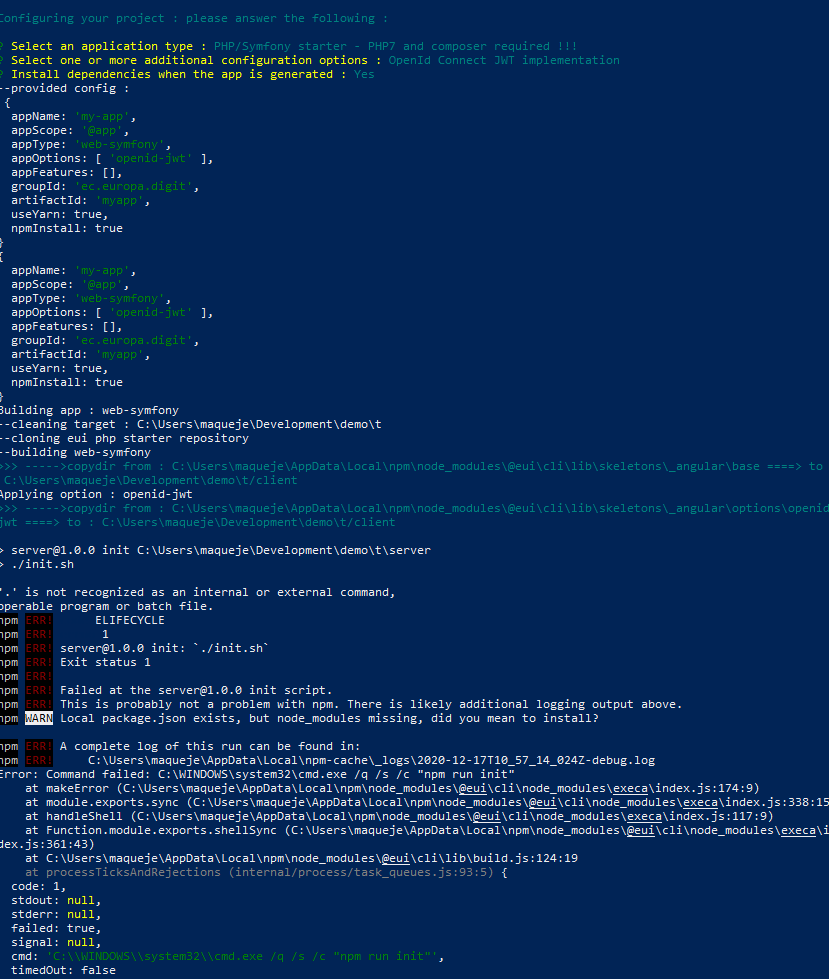 Configuring your project : please answer the following :
? Select an application type : PHP/Symfony starter - PHP7 and composer required !!!
? Select one or more additional configuration options : OpenId Connect JWT implementation
? Install dependencies when the app is generated : Yes
--provided config :
{
appName: 'my-app',
appScope: '@app',
appType: 'web-symfony',
appOptions: [ 'openid-jwt' ],
appFeatures: [],
groupId: 'ec.europa.digit',
artifactId: 'myapp',
useYarn: true,
npmInstall: true
}
{
appName: 'my-app',
appScope: '@app',
appType: 'web-symfony',
appOptions: [ 'openid-jwt' ],
appFeatures: [],
groupId: 'ec.europa.digit',
artifactId: 'myapp',
useYarn: true,
npmInstall: true
}
Building app : web-symfony
--cleaning target : C:\Users\maqueje\Development\demo\t
--cloning eui php starter repository
--building web-symfony
>>> ----->copydir from : C:\Users\maqueje\AppData\Local\npm\node_modules\@eui\cli\lib\skeletons\_angular\base ====> to
: C:\Users\maqueje\Development\demo\t/client
Applying option : openid-jwt
>>> ----->copydir from : C:\Users\maqueje\AppData\Local\npm\node_modules\@eui\cli\lib\skeletons\_angular\options\openid
jwt ====> to : C:\Users\maqueje\Development\demo\t/client
> server@1.0.0 init C:\Users\maqueje\Development\demo\t\server
> ./init.sh
'.' is not recognized as an internal or external command,
operable program or batch file.
npm ERR! ELIFECYCLE
npm ERR! 1
npm ERR! server@1.0.0 init: `./init.sh`
npm ERR! Exit status 1
npm ERR!
npm ERR! Failed at the server@1.0.0 init script.
npm ERR! This is probably not a problem with npm. There is likely additional logging output above.
npm WARN Local package.json exists, but node_modules missing, did you mean to install?
npm ERR! A complete log of this run can be found in:
npm ERR! C:\Users\maqueje\AppData\Local\npm-cache\_logs\2020-12-17T10_57_14_024Z-debug.log
Error: Command failed: C:\WINDOWS\system32\cmd.exe /q /s /c "npm run init"
at makeError (C:\Users\maqueje\AppData\Local\npm\node_modules\@eui\cli\node_modules\execa\index.js:174:9)
at module.exports.sync (C:\Users\maqueje\AppData\Local\npm\node_modules\@eui\cli\node_modules\execa\index.js:338:15
at handleShell (C:\Users\maqueje\AppData\Local\npm\node_modules\@eui\cli\node_modules\execa\index.js:117:9)
at Function.module.exports.shellSync (C:\Users\maqueje\AppData\Local\npm\node_modules\@eui\cli\node_modules\execa\i
dex.js:361:43)
at C:\Users\maqueje\AppData\Local\npm\node_modules\@eui\cli\lib\build.js:124:19
at processTicksAndRejections (internal/process/task_queues.js:93:5) {
code: 1,
stdout: null,
stderr: null,
failed: true,
signal: null,
cmd: 'C:\\WINDOWS\\system32\\cmd.exe /q /s /c "npm run init"',
timedOut: false